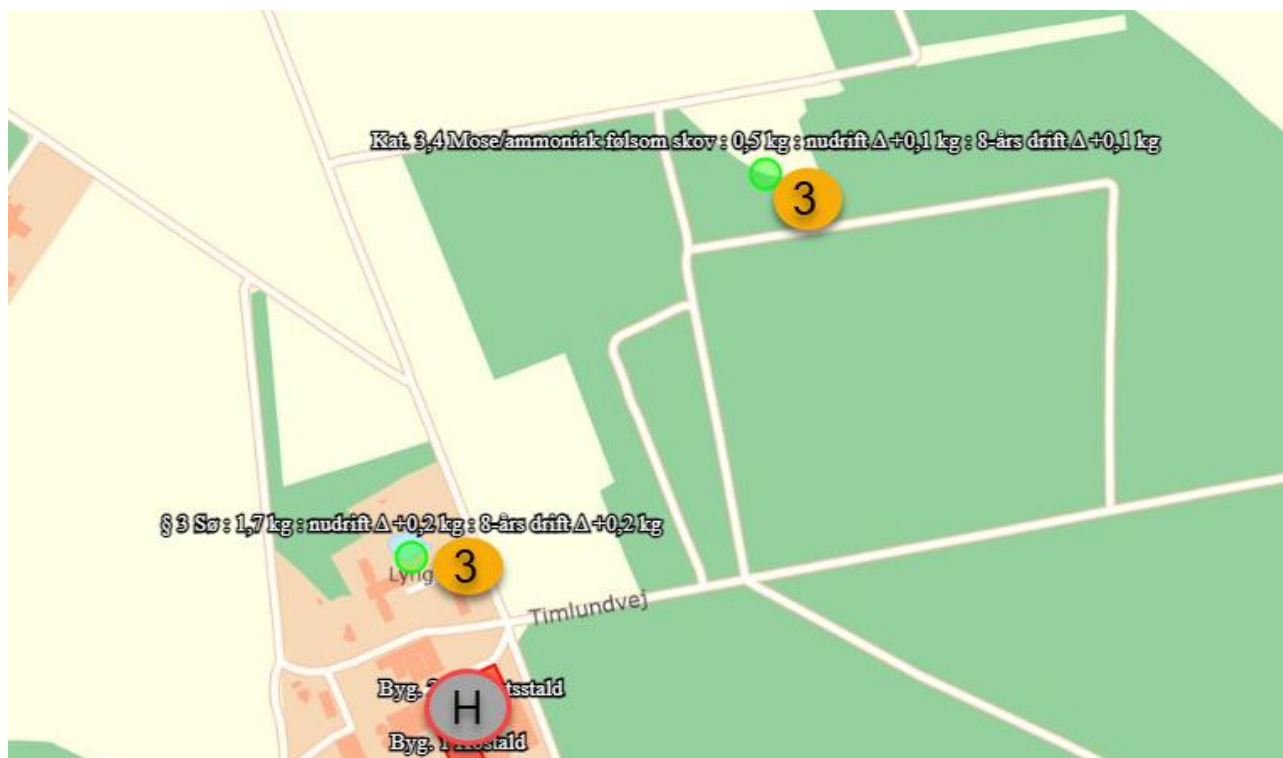 Kat. 3,4 Mose/ammoniak følsom skov : 0,5 kg : nudrift Δ +0,1 kg : 8-års drift Δ +0,1 kg
3
§ 3 Sø : 1,7 kg : nudrift Δ +0,2 kg : 8-års drift Δ +0,2 kg
3
Timlundvej
Byg.
H
Byg. 1